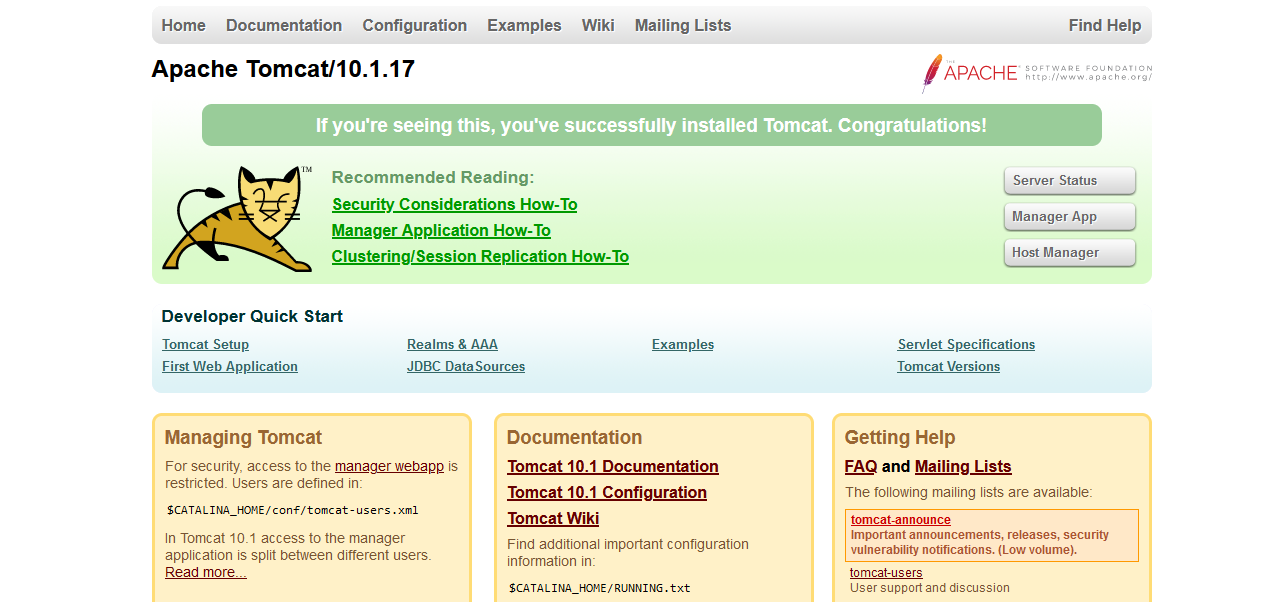 Home Documentation Configuration Examples Wiki Mailing Lists Find Help
Apache Tomcat/10.1.17
THE APACHE® SOFTWARE FOUNDATION
http://www.apache.org/
If you're seeing this, you've successfully installed Tomcat. Congratulations!
TM
Recommended Reading:
Security Considerations How-To
Manager Application How-To
Clustering/Session Replication How-To
Server Status
Manager App
Host Manager
Developer Quick Start
Tomcat Setup
First Web Application
Realms & AAA
JDBC DataSources
Examples
Servlet Specifications
Tomcat Versions
Managing Tomcat
For security, access to the manager webapp is
restricted. Users are defined in:
$CATALINA_HOME/conf/tomcat-users.xml
In Tomcat 10.1 access to the manager
application is split between different users.
Read more...
Documentation
Tomcat 10.1 Documentation
Tomcat 10.1 Configuration
Tomcat Wiki
Find additional important configuration
information in:
$CATALINA_HOME/RUNNING.txt
Getting Help
FAQ and Mailing Lists
The following mailing lists are available:
tomcat-announce
Important announcements, releases, security
vulnerability notifications. (Low volume).
tomcat-users
User support and discussion